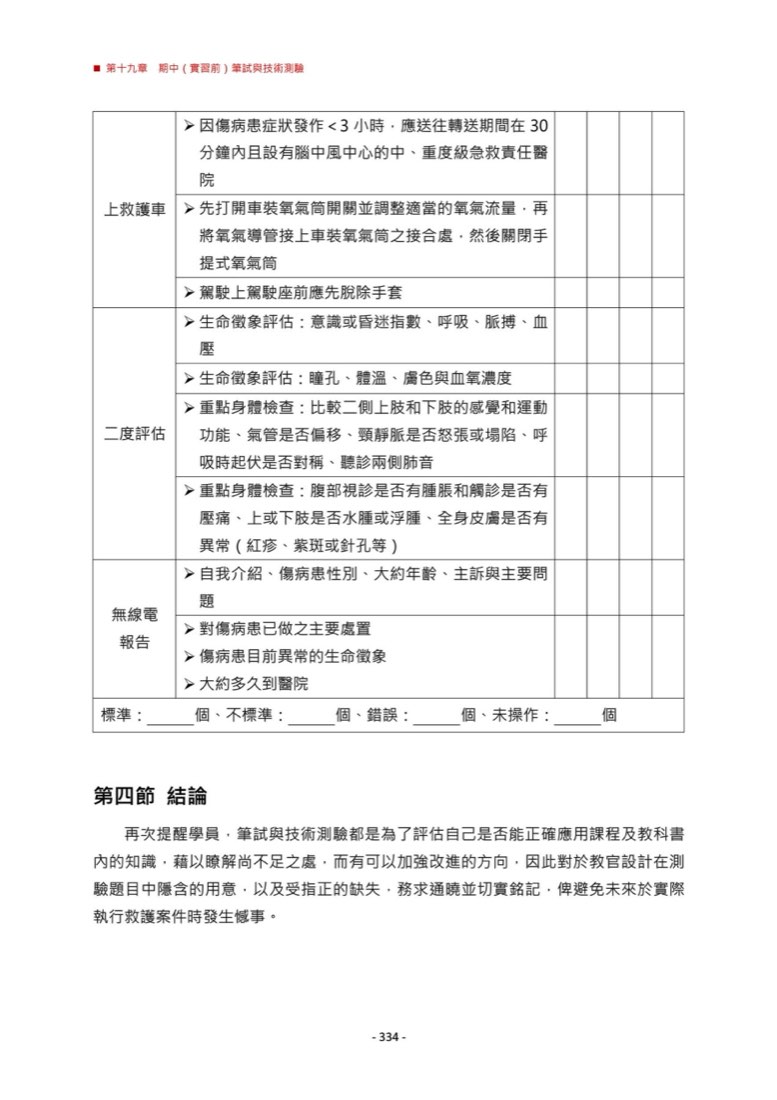 ■ 第十九章　期中（實習前）筆試與技術測驗
➢ 因傷病患症狀發作＜3 小時，應送往轉送期間在 30
分鐘內且設有腦中風中心的中、重度級急救責任醫
院
上救護車
➢ 先打開車裝氧氣筒開關並調整適當的氧氣流量，再
將氧氣導管接上車裝氧氣筒之接合處，然後關閉手
提式氧氣筒
➢ 駕駛上駕駛座前應先脫除手套
➢ 生命徵象評估：意識或昏迷指數、呼吸、脈搏、血
壓
➢ 生命徵象評估：瞳孔、體溫、膚色與血氧濃度
二度評估
➢ 重點身體檢查：比較二側上肢和下肢的感覺和運動
功能、氣管是否偏移、頸靜脈是否怒張或塌陷、呼
吸時起伏是否對稱、聽診兩側肺音
➢ 重點身體檢查：腹部視診是否有腫脹和觸診是否有
壓痛、上或下肢是否水腫或浮腫、全身皮膚是否有
異常（紅疹、紫斑或針孔等）
無線電
報告
➢ 自我介紹、傷病患性別、大約年齡、主訴與主要問
題
➢ 對傷病患已做之主要處置
➢ 傷病患目前異常的生命徵象
➢ 大約多久到醫院
標準：______個、不標準：______個、錯誤：______個、未操作：______個
第四節 結論
再次提醒學員，筆試與技術測驗都是為了評估自己是否能正確應用課程及教科書
內的知識，藉以瞭解尚不足之處，而有可以加強改進的方向，因此對於教官設計在測
驗題目中隱含的用意，以及受指正的缺失，務求通曉並切實銘記，俾避免未來於實際
執行救護案件時發生憾事。
- 334 -